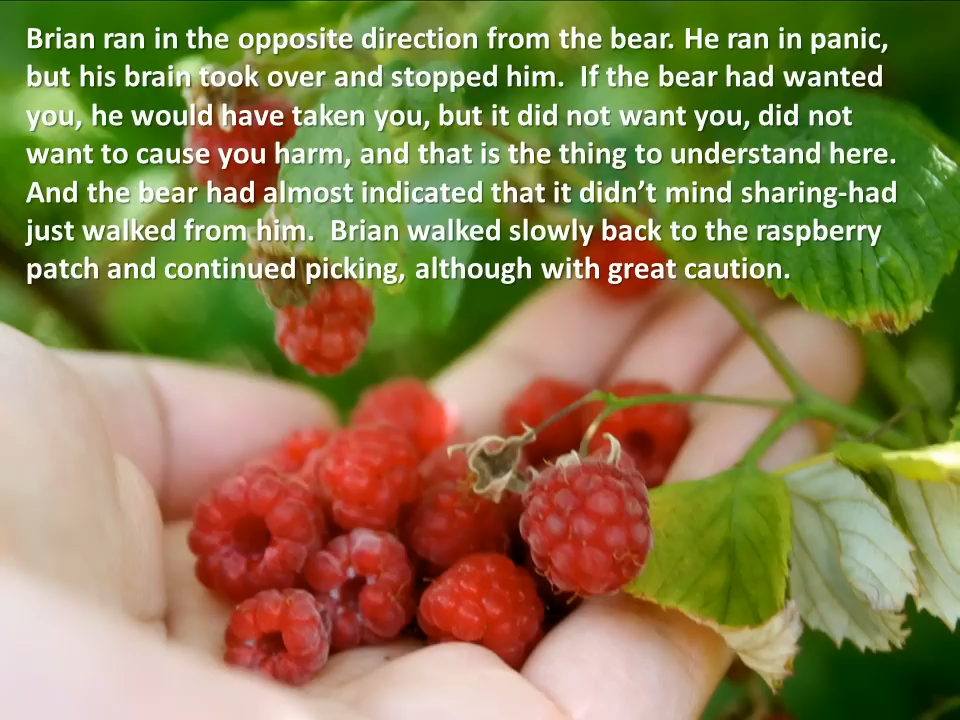 Brian ran in the opposite direction from the bear. He ran in panic,
but his brain took over and stopped him.  If the bear had wanted
you, he would have taken you, but it did not want you, did not
want to cause you harm, and that is the thing to understand here.
And the bear had almost indicated that it didn’t mind sharing-had
just walked from him.  Brian walked slowly back to the raspberry
patch and continued picking, although with great caution.